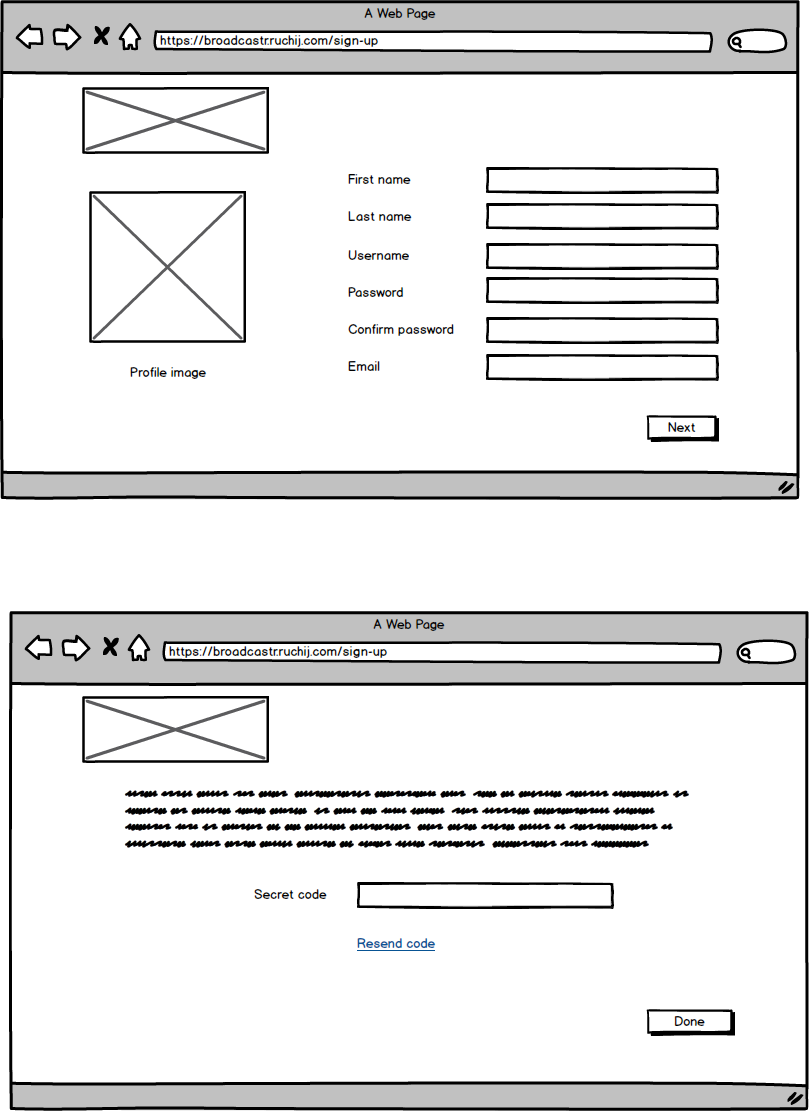 A Web Page
https://broadcastr.ruchij.com/sign-up
First name
Last name
Username
Password
Confirm password
Email
Profile image
Next
A Web Page
https://broadcastr.ruchij.com/sign-up
Secret code
Resend code
Done